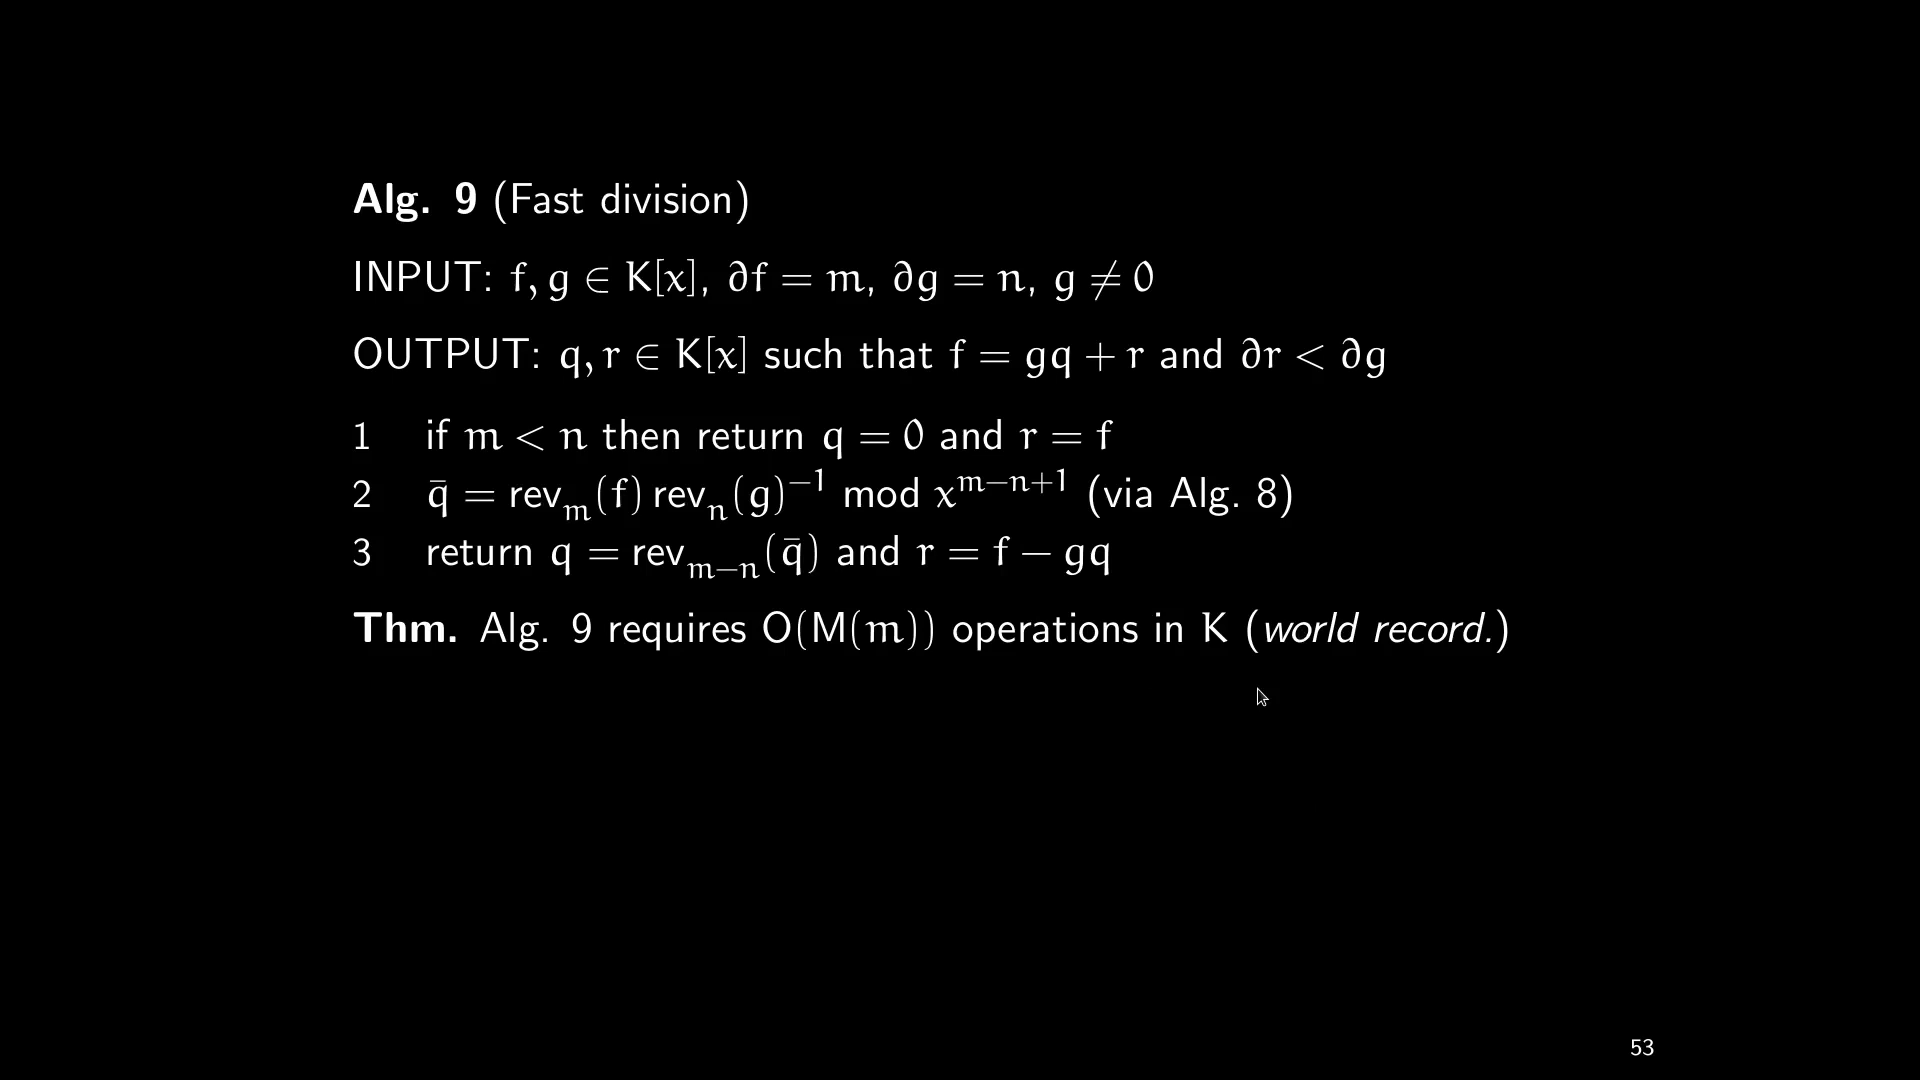 Alg. 9 (Fast division)
INPUT: f, g ∈ K[x], ∂f = m, ∂g = n, g ≠ 0
OUTPUT: q, r ∈ K[x] such that f = gq + r and ∂r < ∂g
1 if m < n then return q = 0 and r = f
2 q̄ = rev_m(f) rev_n(g)^{−1} mod x^{m−n+1} (via Alg. 8)
3 return q = rev_{m−n}(q̄) and r = f − gq
Thm. Alg. 9 requires O(M(m)) operations in K (world record.)
53